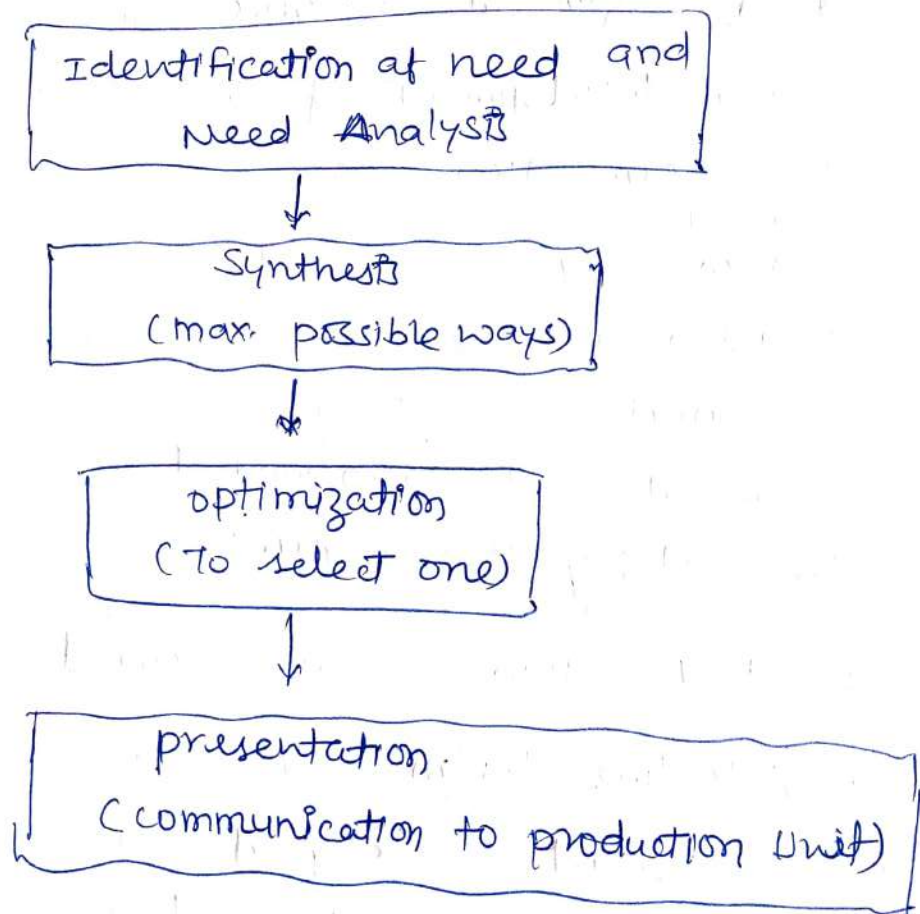 Identification of need and
Need Analysis
Synthesis
(max. possible ways)
optimization
(To select one)
presentation.
(communication to production Unit)